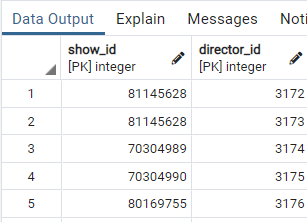 Data Output Explain Messages Noti
show_id director_id
[PK] integer [PK] integer
1 81145628 3172
2 81145628 3173
3 70304989 3174
4 70304990 3175
5 80169755 3176